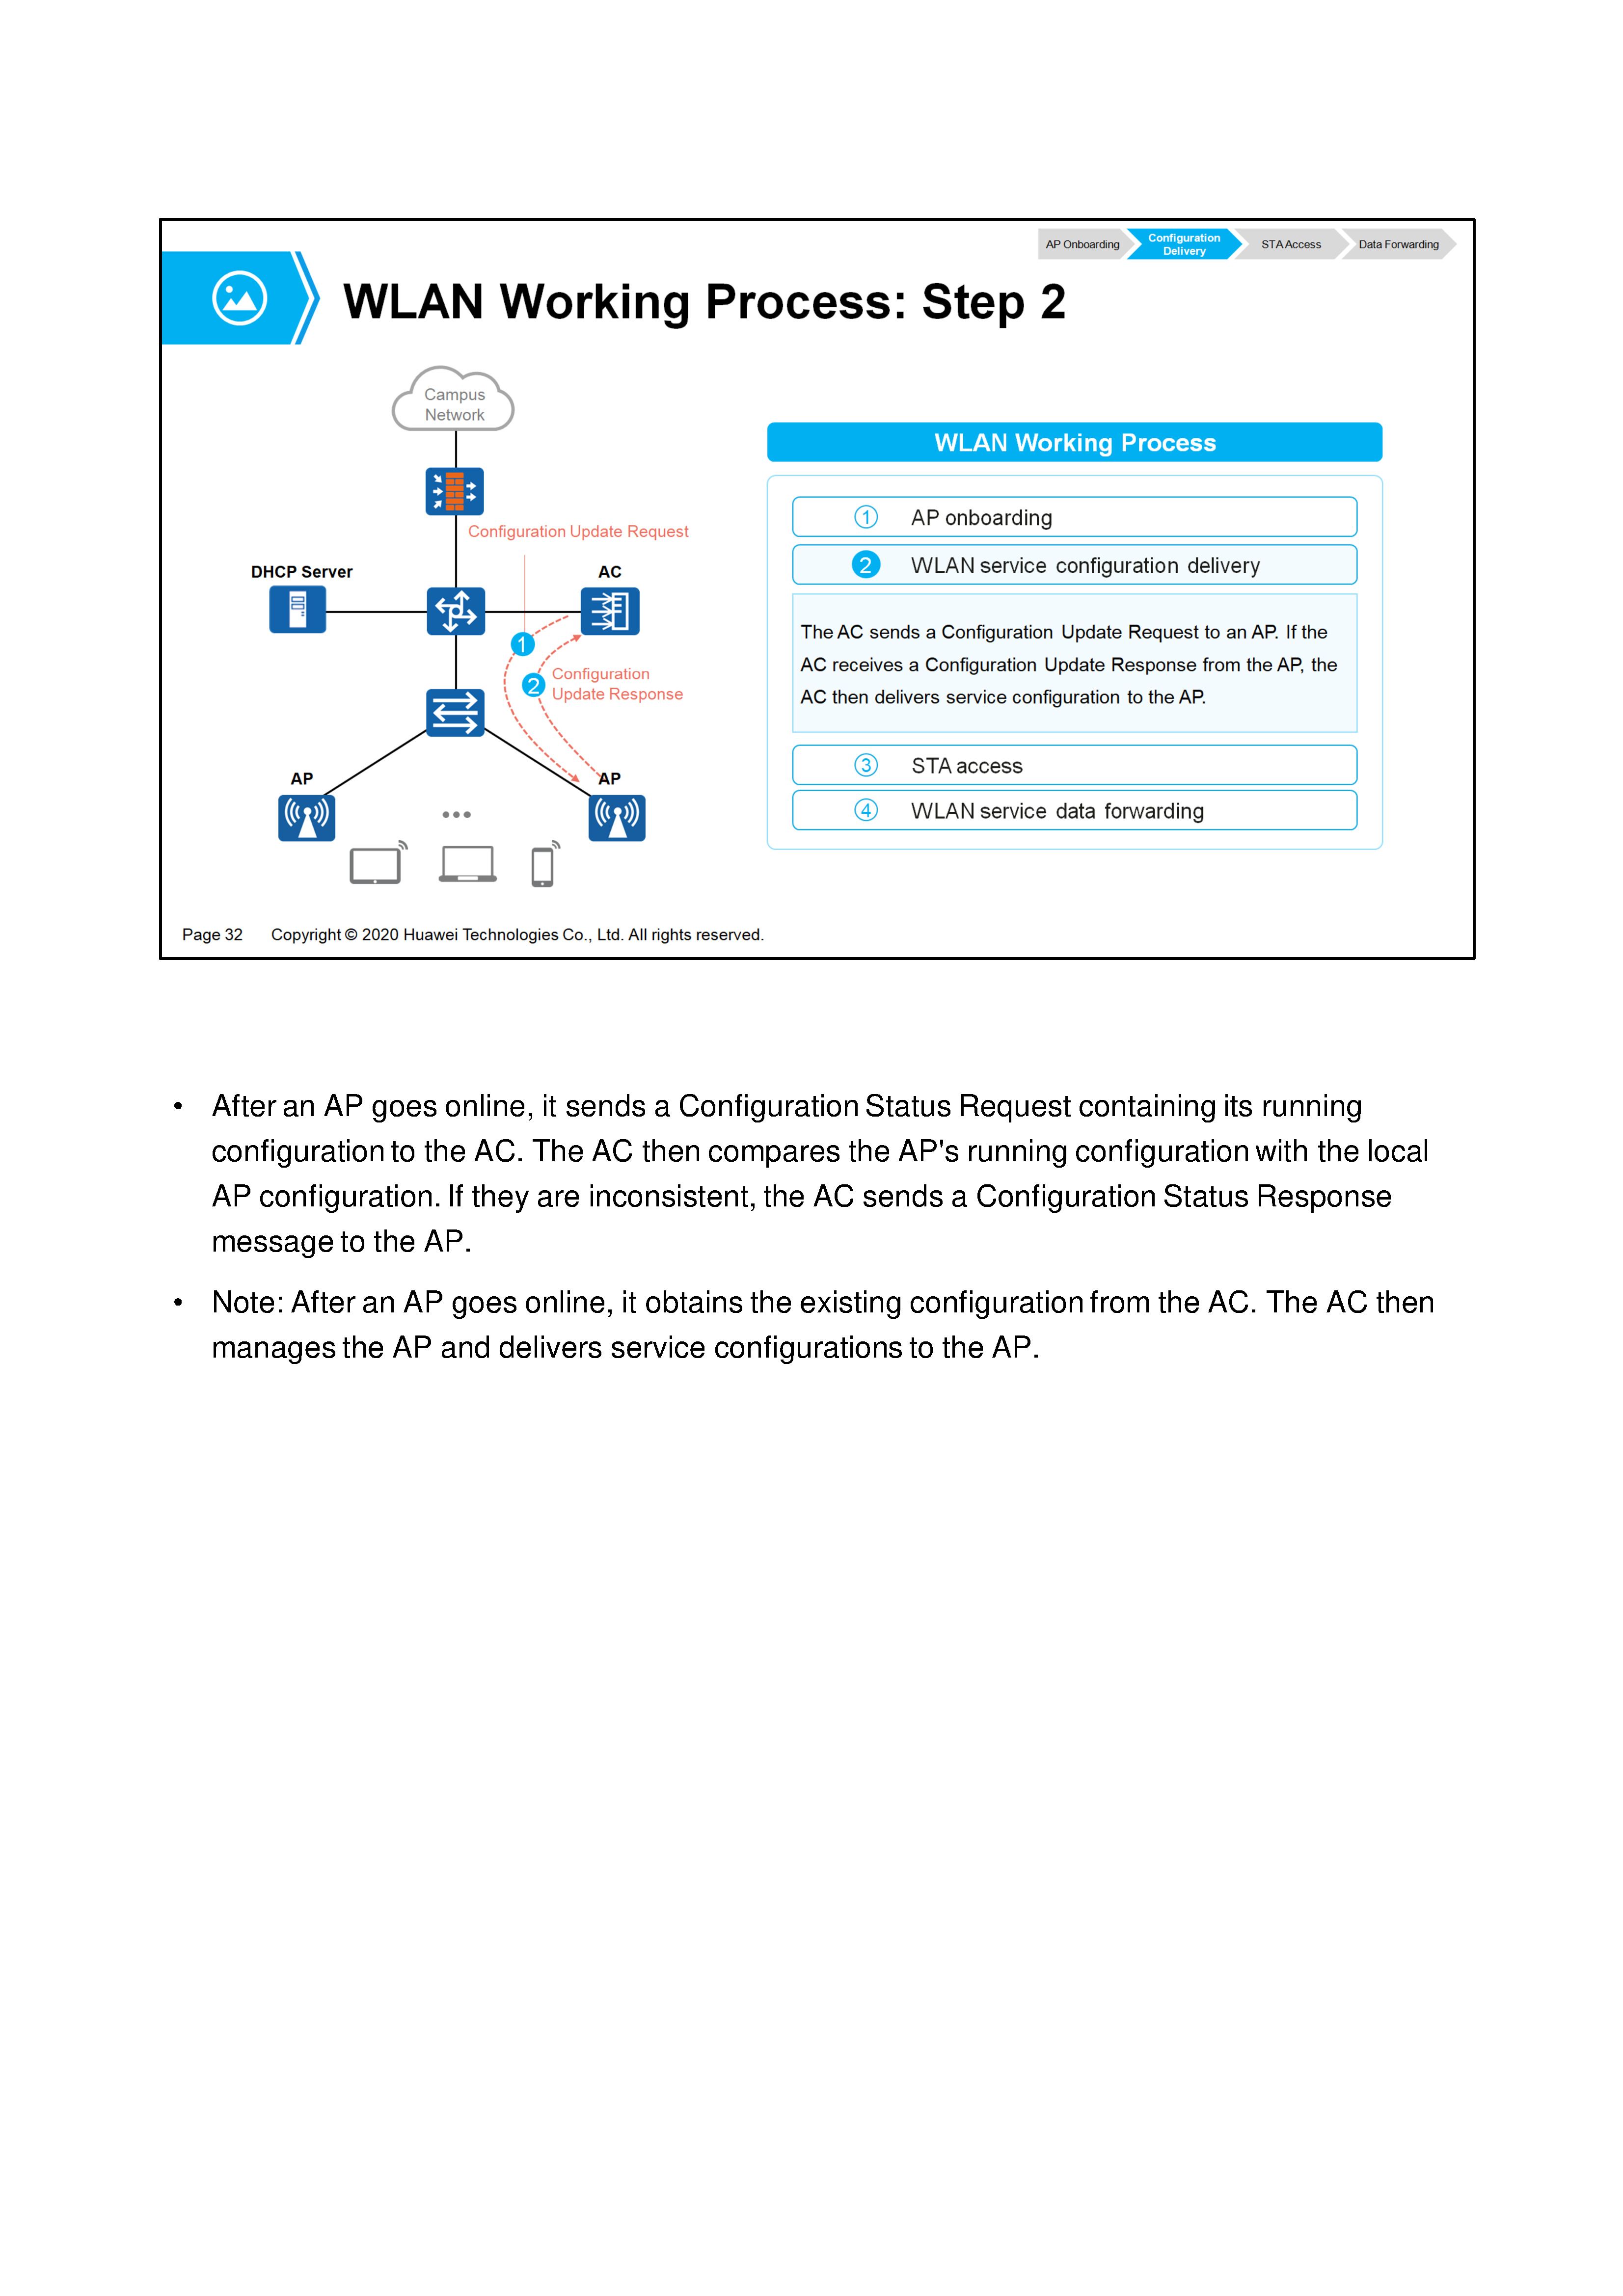 AP Onboarding
Configuration
Delivery
STA Access
Data Forwarding
WLAN Working Process: Step 2
Campus
Network
Configuration Update Request
DHCP Server
AC
1
2
Configuration
Update Response
AP
AP
WLAN Working Process
1 AP onboarding
2 WLAN service configuration delivery
The AC sends a Configuration Update Request to an AP. If the
AC receives a Configuration Update Response from the AP, the
AC then delivers service configuration to the AP.
3 STA access
4 WLAN service data forwarding
Page 32 Copyright © 2020 Huawei Technologies Co., Ltd. All rights reserved.
• After an AP goes online, it sends a Configuration Status Request containing its running
configuration to the AC. The AC then compares the AP's running configuration with the local
AP configuration. If they are inconsistent, the AC sends a Configuration Status Response
message to the AP.
• Note: After an AP goes online, it obtains the existing configuration from the AC. The AC then
manages the AP and delivers service configurations to the AP.